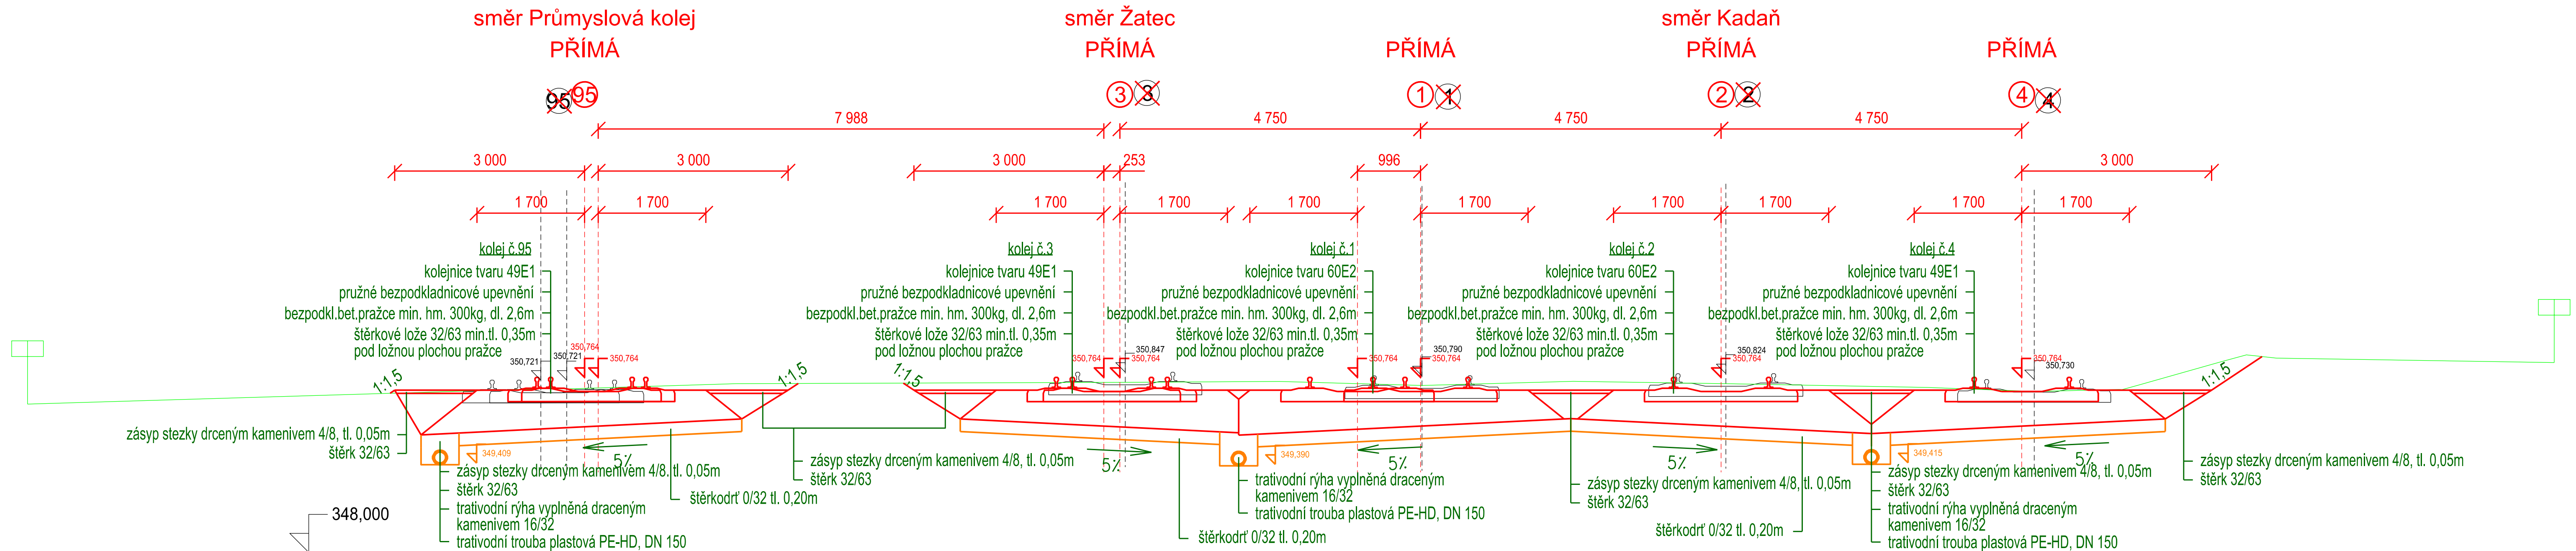 směr Průmyslová kolej
směr Žatec
směr Kadaň
PŘÍMÁ
PŘÍMÁ
PŘÍMÁ
PŘÍMÁ
PŘÍMÁ
95 95
3 3
1 1
2 2
4 4
7 988
4 750
4 750
4 750
3 000
3 000
3 000
253
996
3 000
1 700
1 700
1 700
1 700
1 700
1 700
1 700
1 700
1 700
1 700
kolej č.95
kolejnice tvaru 49E1
pružné bezpodkladnicové upevnění
bezpodkl.bet.pražce min. hm. 300kg, dl. 2,6m
štěrkové lože 32/63 min.tl. 0,35m
pod ložnou plochou pražce
kolej č.3
kolejnice tvaru 49E1
pružné bezpodkladnicové upevnění
bezpodkl.bet.pražce min. hm. 300kg, dl. 2,6m
štěrkové lože 32/63 min.tl. 0,35m
pod ložnou plochou pražce
kolej č.1
kolejnice tvaru 60E2
pružné bezpodkladnicové upevnění
bezpodkl.bet.pražce min. hm. 300kg, dl. 2,6m
štěrkové lože 32/63 min.tl. 0,35m
pod ložnou plochou pražce
kolej č.2
kolejnice tvaru 60E2
pružné bezpodkladnicové upevnění
bezpodkl.bet.pražce min. hm. 300kg, dl. 2,6m
štěrkové lože 32/63 min.tl. 0,35m
pod ložnou plochou pražce
kolej č.4
kolejnice tvaru 49E1
pružné bezpodkladnicové upevnění
bezpodkl.bet.pražce min. hm. 300kg, dl. 2,6m
štěrkové lože 32/63 min.tl. 0,35m
pod ložnou plochou pražce
350,721
350,721
350,764
350,764
350,764
350,847
350,764
350,764
350,790
350,764
350,824
350,764
350,764
350,730
1:1,5
1:1,5
1:1,5
1:1,5
zásyp stezky drceným kamenivem 4/8, tl. 0,05m
štěrk 32/63
349,409
5%
zásyp stezky drceným kamenivem 4/8, tl. 0,05m
štěrk 32/63
trativodní rýha vyplněná draceným
kamenivem 16/32
trativodní trouba plastová PE-HD, DN 150
štěrkodrť 0/32 tl. 0,20m
zásyp stezky drceným kamenivem 4/8, tl. 0,05m
štěrk 32/63
5%
349,390
5%
trativodní rýha vyplněná draceným
kamenivem 16/32
trativodní trouba plastová PE-HD, DN 150
štěrkodrť 0/32 tl. 0,20m
zásyp stezky drceným kamenivem 4/8, tl. 0,05m
štěrk 32/63
5%
štěrkodrť 0/32 tl. 0,20m
349,415
5%
zásyp stezky drceným kamenivem 4/8, tl. 0,05m
štěrk 32/63
trativodní rýha vyplněná draceným
kamenivem 16/32
trativodní trouba plastová PE-HD, DN 150
zásyp stezky drceným kamenivem 4/8, tl. 0,05m
štěrk 32/63
348,000